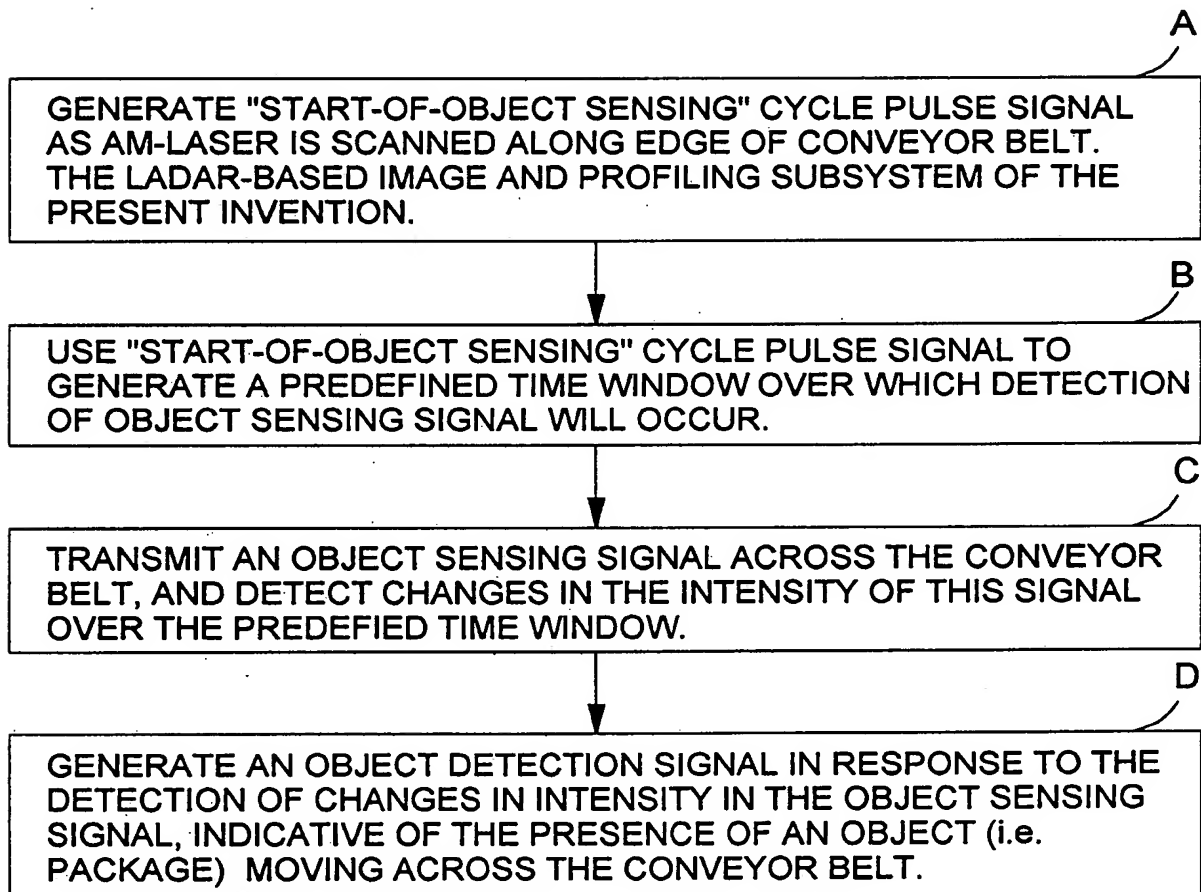 A
GENERATE "START-OF-OBJECT SENSING" CYCLE PULSE SIGNAL
AS AM-LASER IS SCANNED ALONG EDGE OF CONVEYOR BELT.
THE LADAR-BASED IMAGE AND PROFILING SUBSYSTEM OF THE
PRESENT INVENTION.
B
USE "START-OF-OBJECT SENSING" CYCLE PULSE SIGNAL TO
GENERATE A PREDEFINED TIME WINDOW OVER WHICH DETECTION
OF OBJECT SENSING SIGNAL WILL OCCUR.
C
TRANSMIT AN OBJECT SENSING SIGNAL ACROSS THE CONVEYOR
BELT, AND DETECT CHANGES IN THE INTENSITY OF THIS SIGNAL
OVER THE PREDEFIED TIME WINDOW.
D
GENERATE AN OBJECT DETECTION SIGNAL IN RESPONSE TO THE
DETECTION OF CHANGES IN INTENSITY IN THE OBJECT SENSING
SIGNAL, INDICATIVE OF THE PRESENCE OF AN OBJECT (i.e.
PACKAGE) MOVING ACROSS THE CONVEYOR BELT.